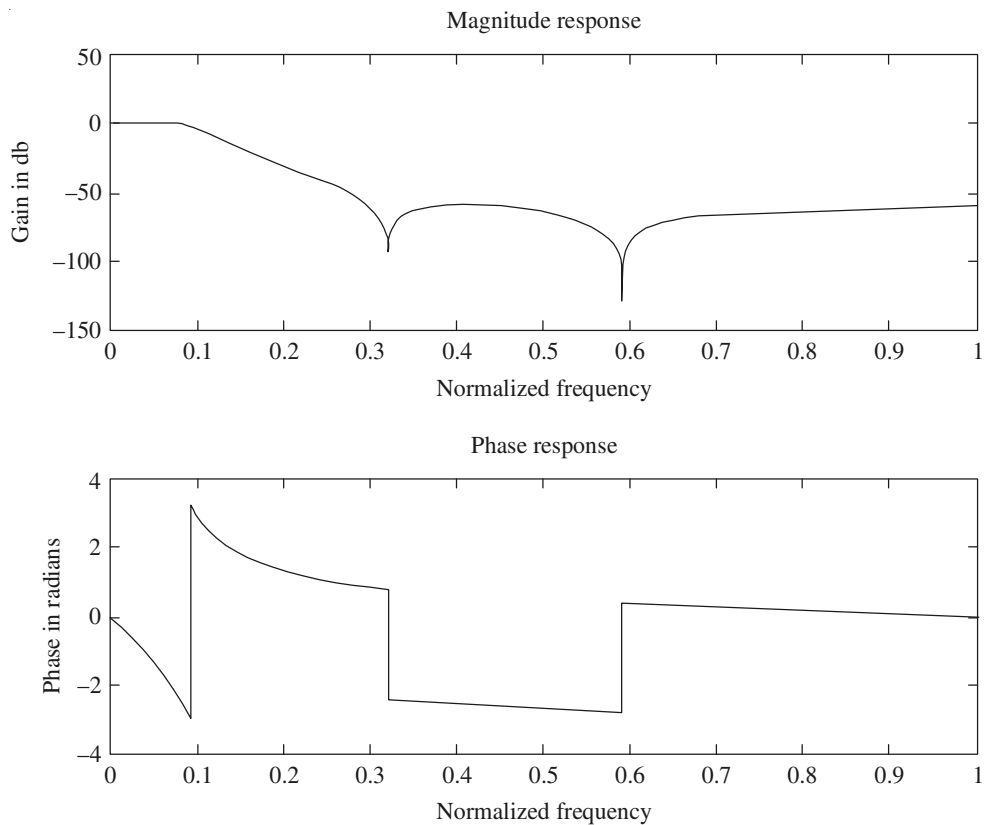 Magnitude response
50
0
−50
−100
−150
Gain in db
0 0.1 0.2 0.3 0.4 0.5 0.6 0.7 0.8 0.9 1
Normalized frequency
Phase response
4
2
0
−2
−4
Phase in radians
0 0.1 0.2 0.3 0.4 0.5 0.6 0.7 0.8 0.9 1
Normalized frequency